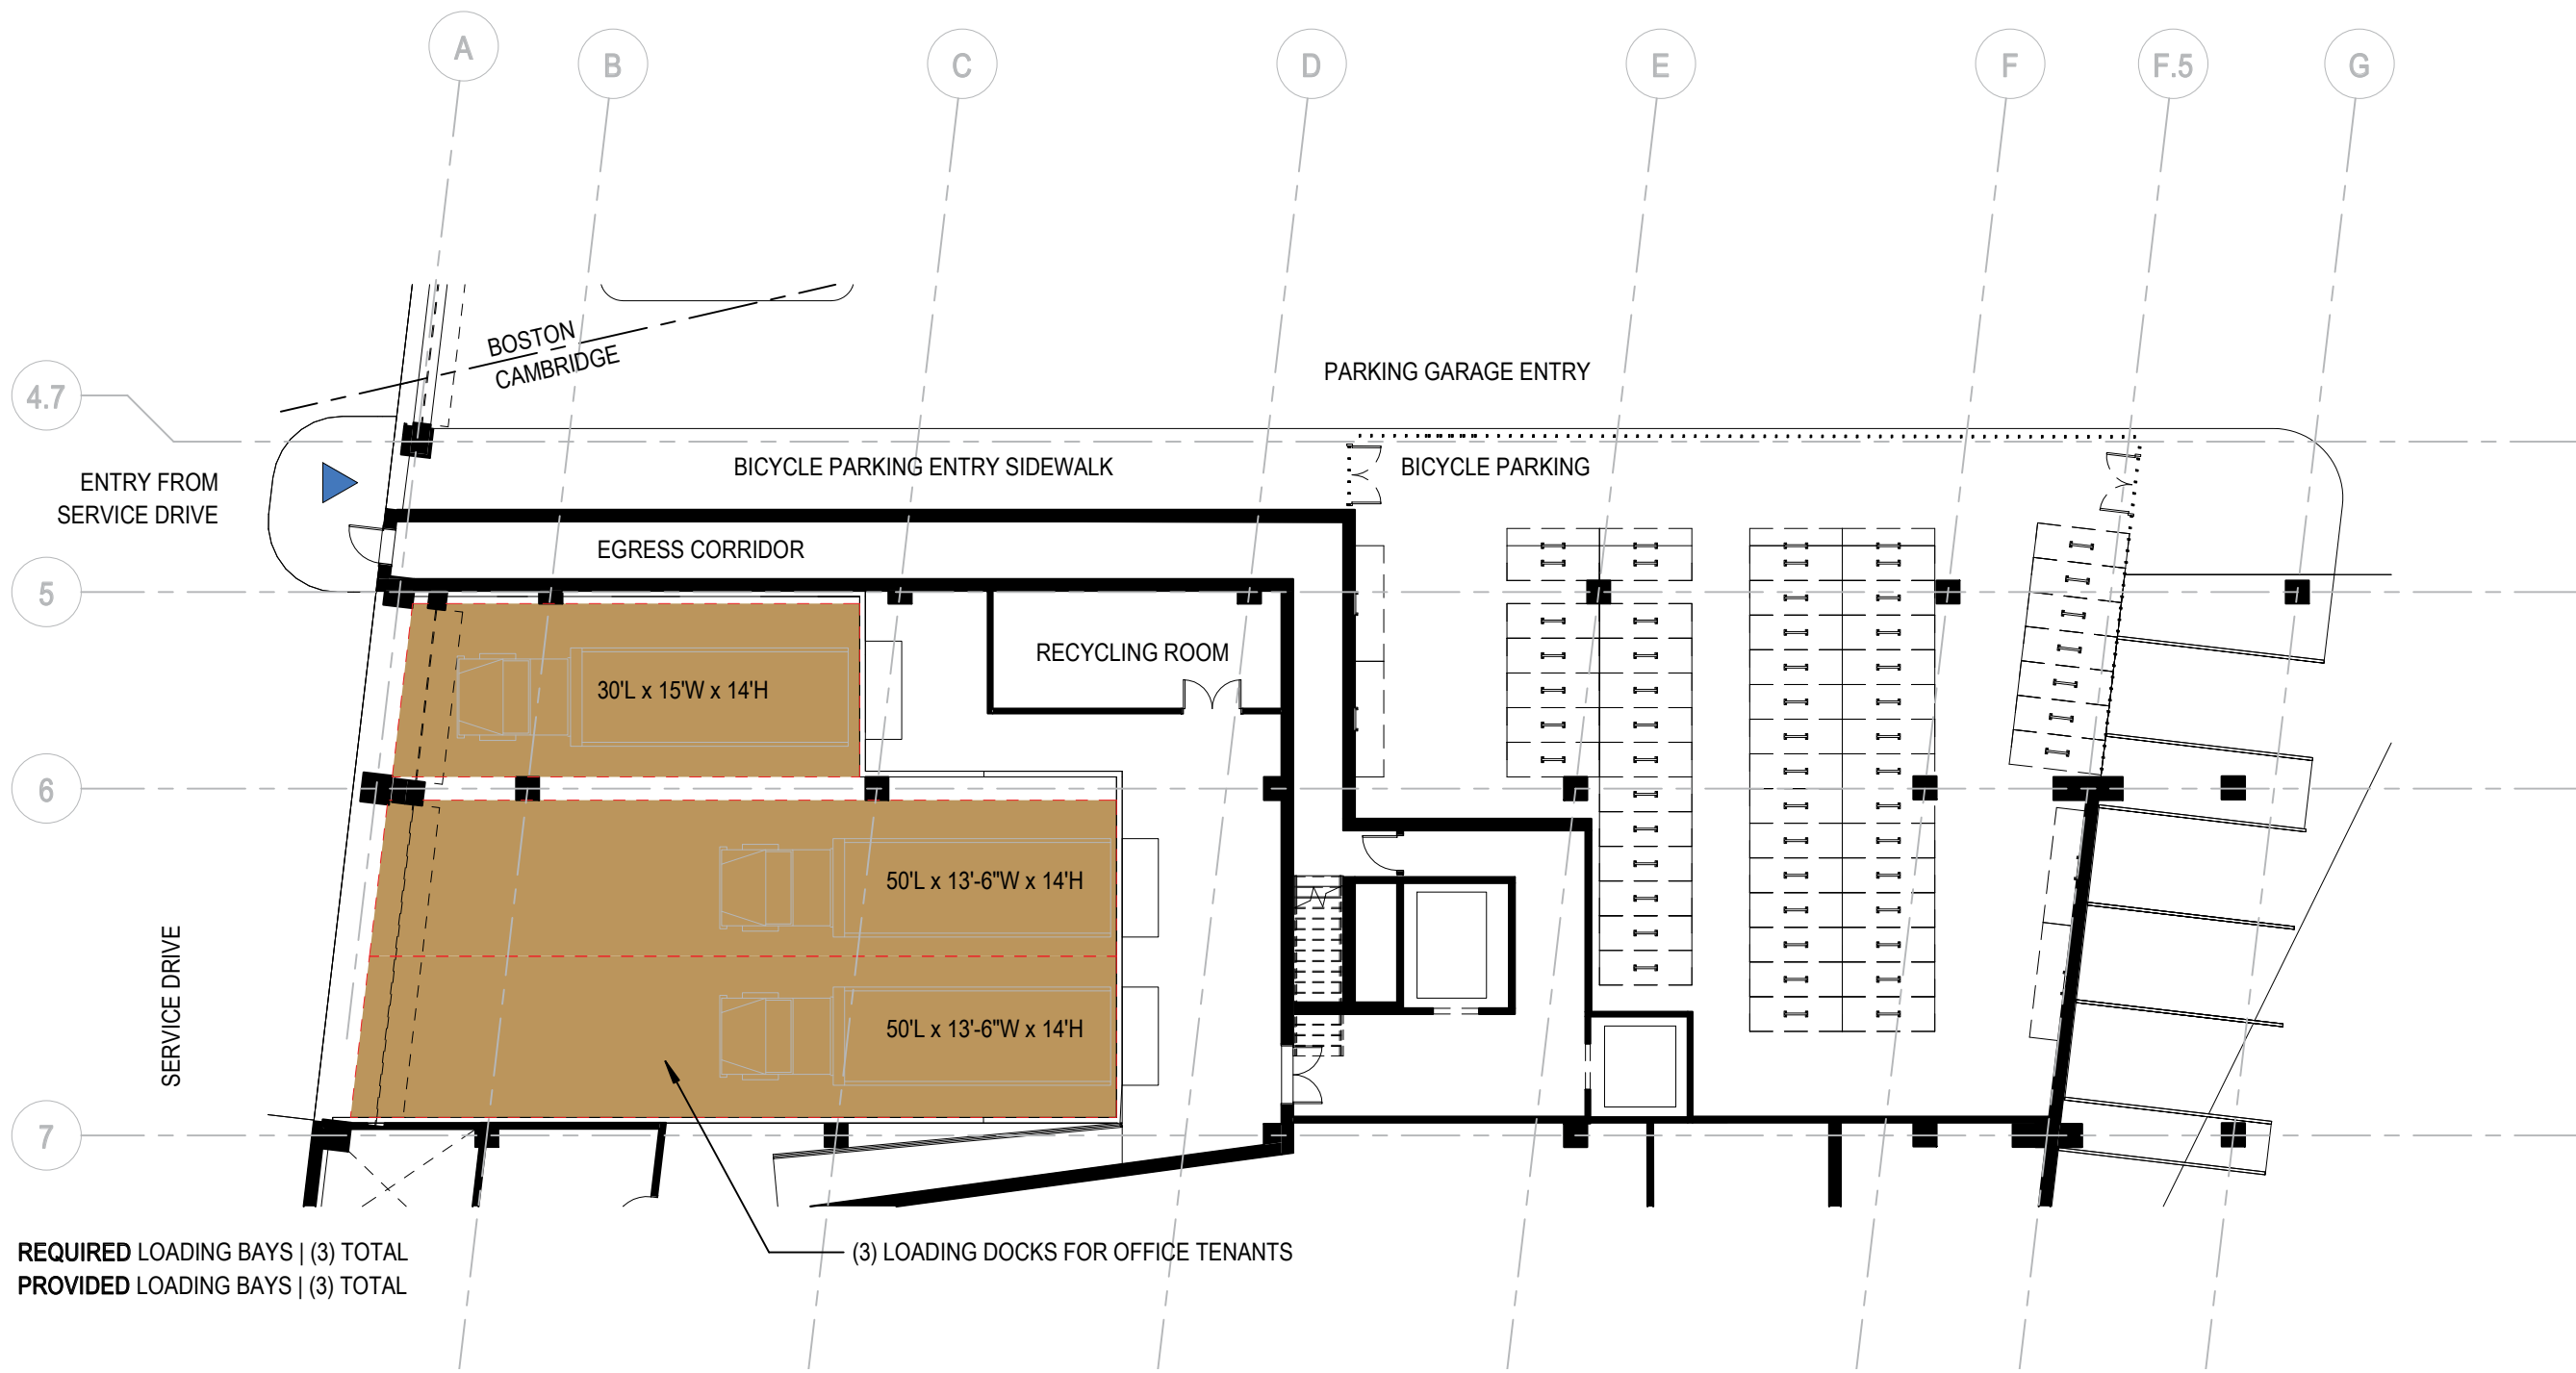 A
B
C
D
E
F
F.5
G
BOSTON
CAMBRIDGE
PARKING GARAGE ENTRY
4.7
BICYCLE PARKING ENTRY SIDEWALK
BICYCLE PARKING
ENTRY FROM
SERVICE DRIVE
EGRESS CORRIDOR
5
RECYCLING ROOM
30'L x 15'W x 14'H
6
50'L x 13'-6"W x 14'H
SERVICE DRIVE
50'L x 13'-6"W x 14'H
7
(3) LOADING DOCKS FOR OFFICE TENANTS
REQUIRED LOADING BAYS | (3) TOTAL
PROVIDED LOADING BAYS | (3) TOTAL